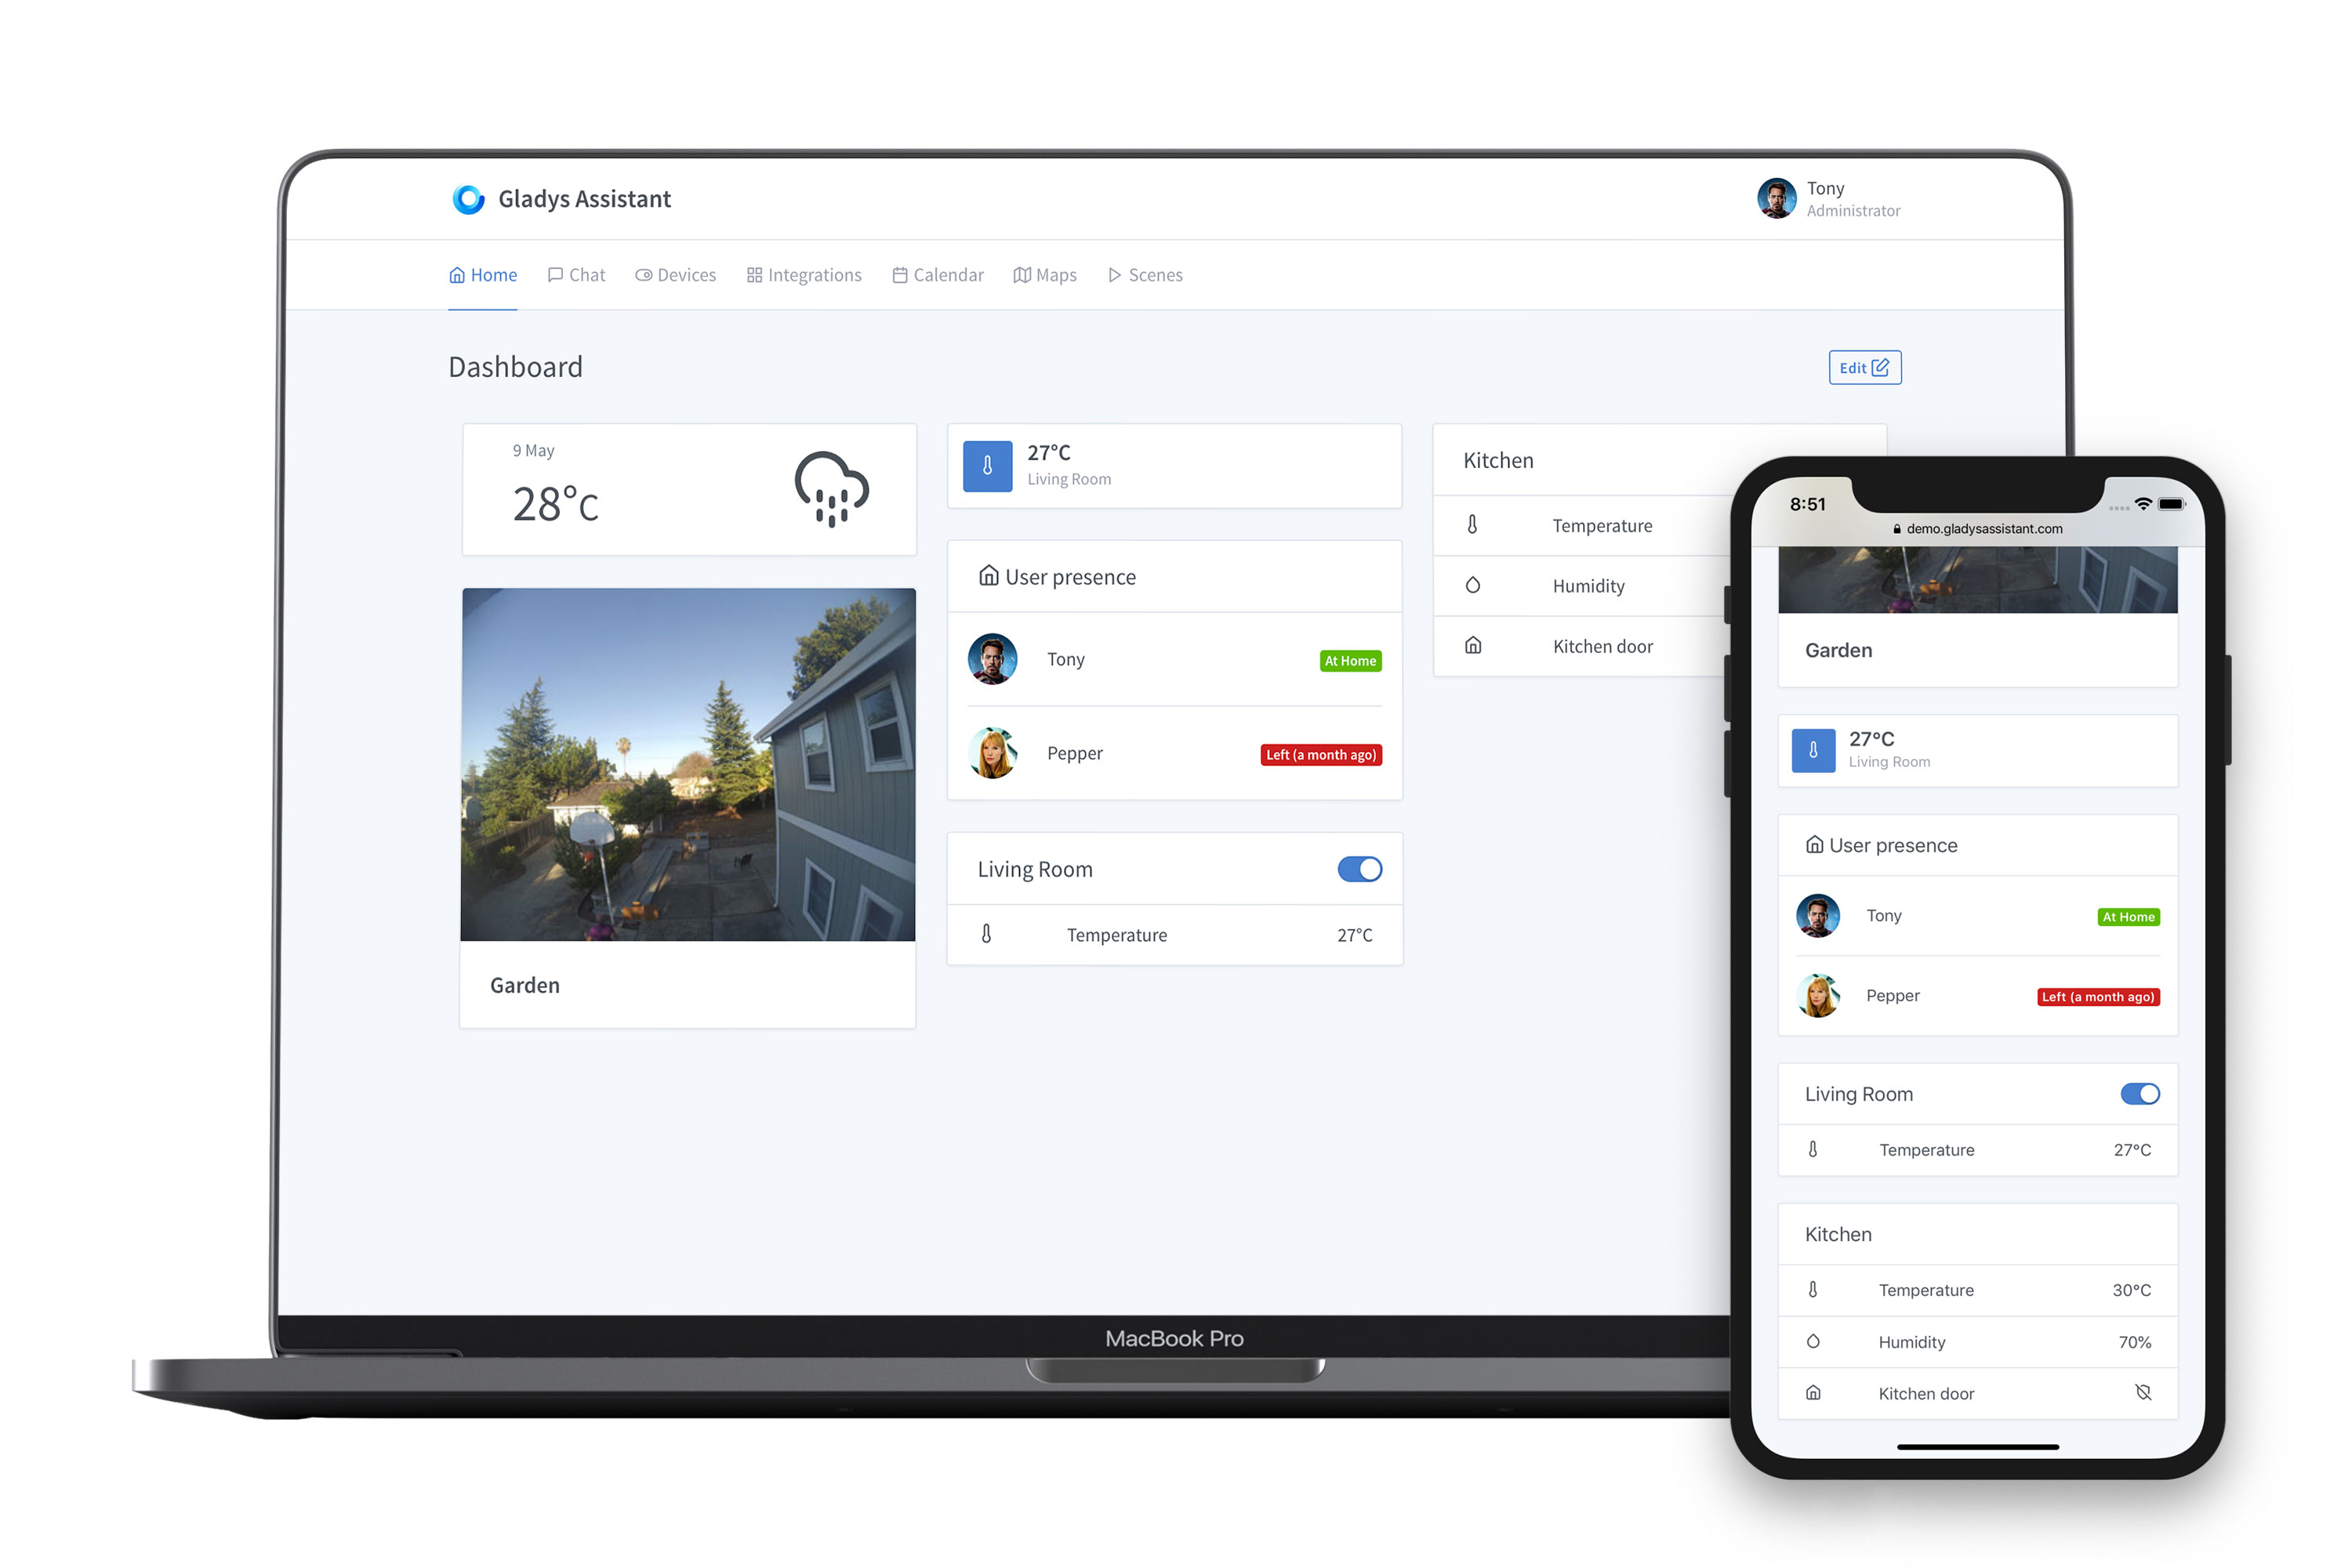 Gladys Assistant
Tony
Administrator
Home Chat Devices Integrations Calendar Maps Scenes
Dashboard
Edit
9 May
28°C
Garden
27°C
Living Room
User presence
Tony At Home
Pepper Left (a month ago)
Living Room
Temperature 27°C
Kitchen
Temperature
Humidity
Kitchen door
MacBook Pro
8:51
demo.gladysassistant.com
Garden
27°C
Living Room
User presence
Tony At Home
Pepper Left (a month ago)
Living Room
Temperature 27°C
Kitchen
Temperature 30°C
Humidity 70%
Kitchen door